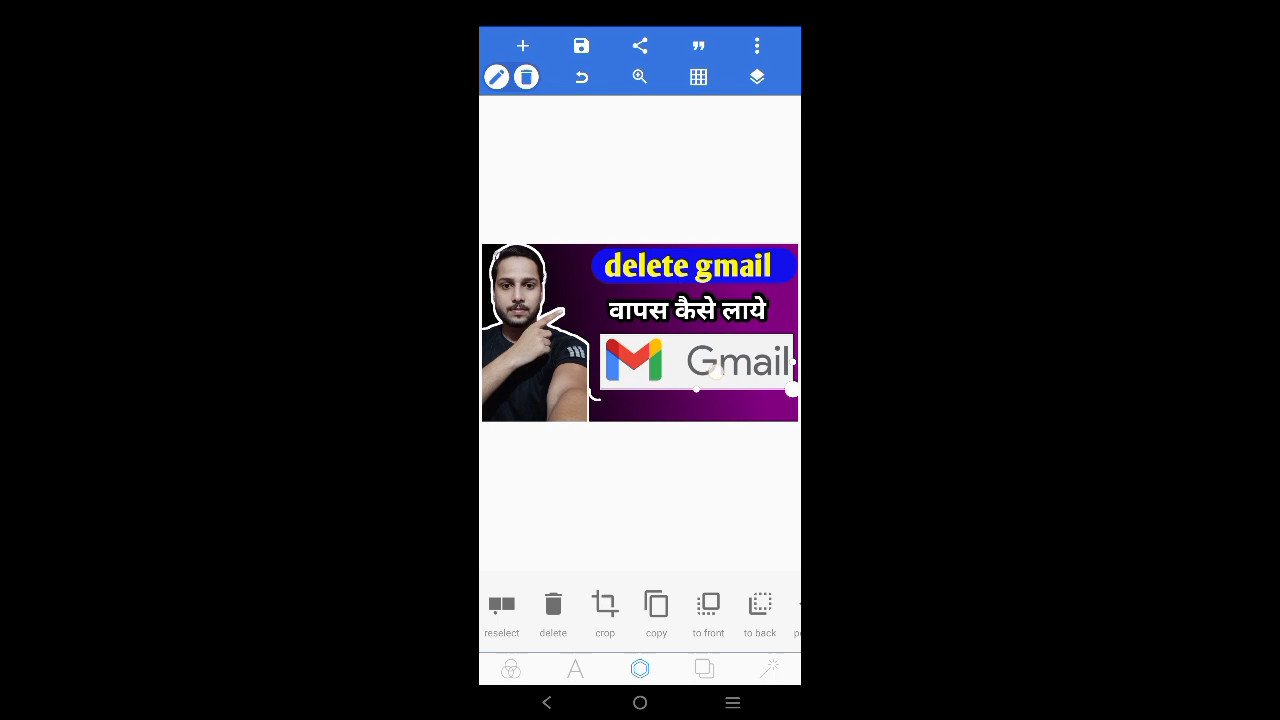 delete gmail
वापस कैसे लाये
Gmail
reselect
delete
crop
copy
to front
to back